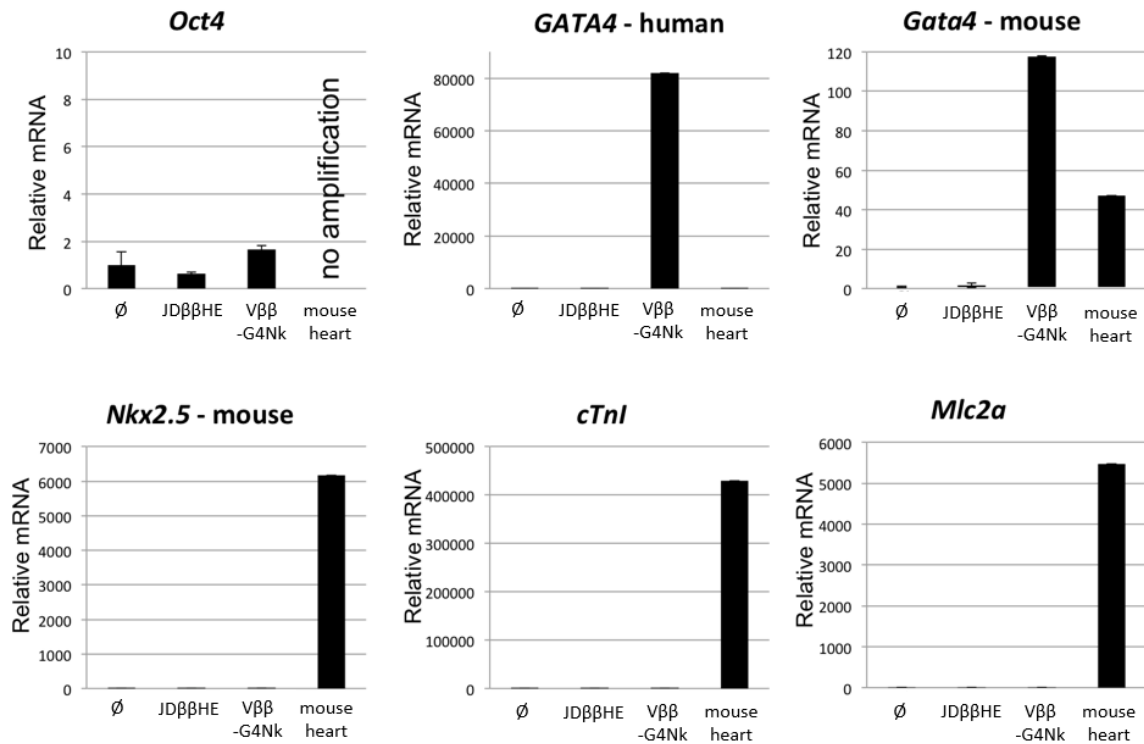 Oct4
Relative mRNA
10
8
6
4
2
0
no amplification
Ø JDββHE Vββ mouse
-G4Nk heart
GATA4 - human
Relative mRNA
80000
60000
40000
20000
0
Ø JDββHE Vββ mouse
-G4Nk heart
Gata4 - mouse
Relative mRNA
120
100
80
60
40
20
0
Ø JDββHE Vββ mouse
-G4Nk heart
Nkx2.5 - mouse
Relative mRNA
7000
6000
5000
4000
3000
2000
1000
0
Ø JDββHE Vββ mouse
-G4Nk heart
cTnI
Relative mRNA
500000
400000
300000
200000
100000
0
Ø JDββHE Vββ mouse
-G4Nk heart
Mlc2a
Relative mRNA
6000
5000
4000
3000
2000
1000
0
Ø JDββHE Vββ mouse
-G4Nk heart